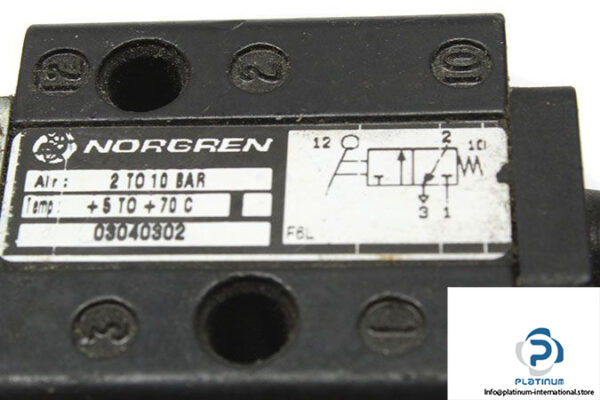 12 2 10
NORGREN
Air: 2 TO 10 BAR
Temp: +5 TO +70 C
03040302
12 2 10
3 1
F6L
3 1
PLATINUM
info@platinum-international.store